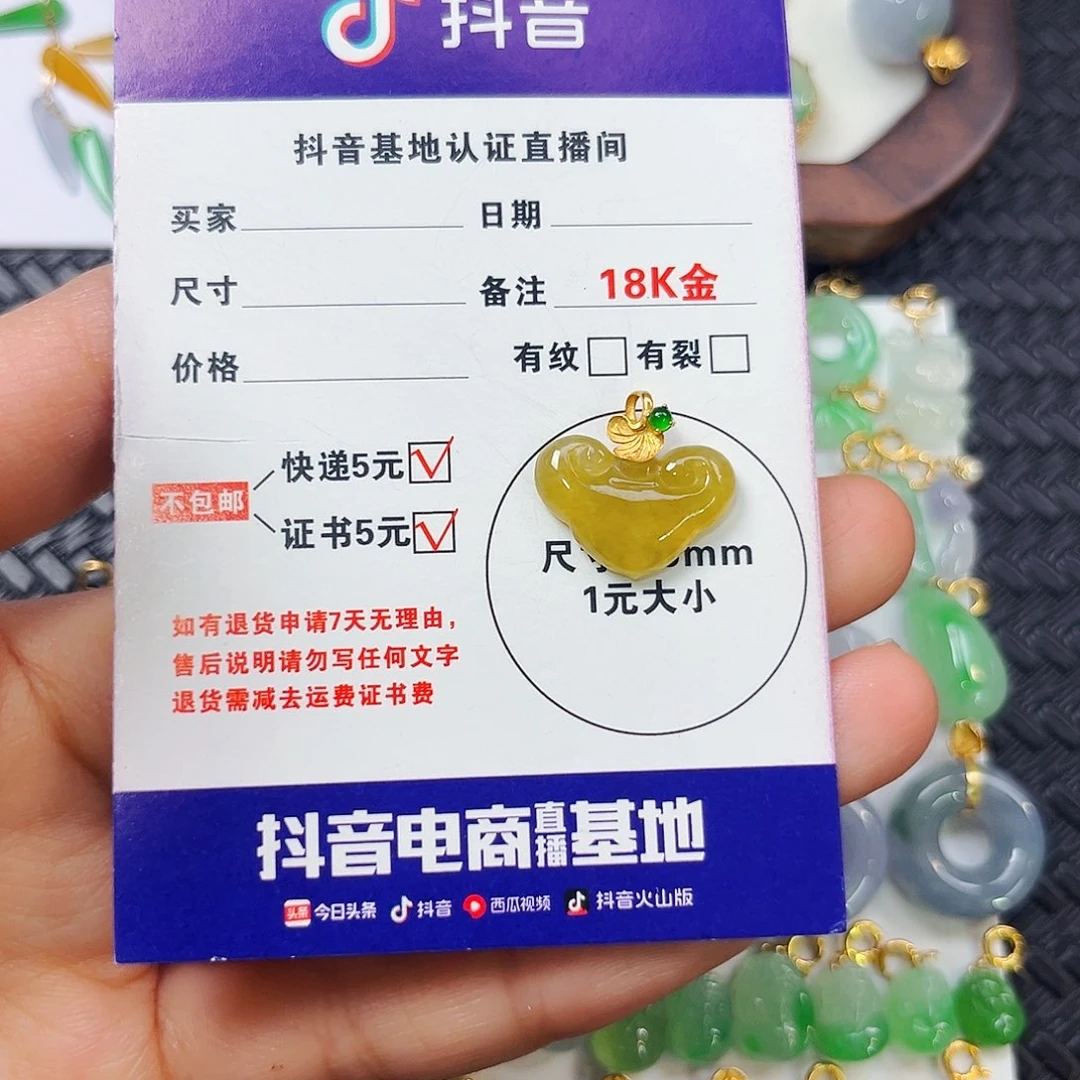 抖音
抖音基地认证直播间
买家 日期
尺寸 备注 18K金
价格 有纹 有裂
快递5元
不包邮
证书5元
尺 mm
1元大小
如有退货申请7天无理由，
售后说明请勿写任何文字
退货需减去运费证书费
抖音电商直播基地
头条 今日头条 抖音 西瓜视频 抖音火山版